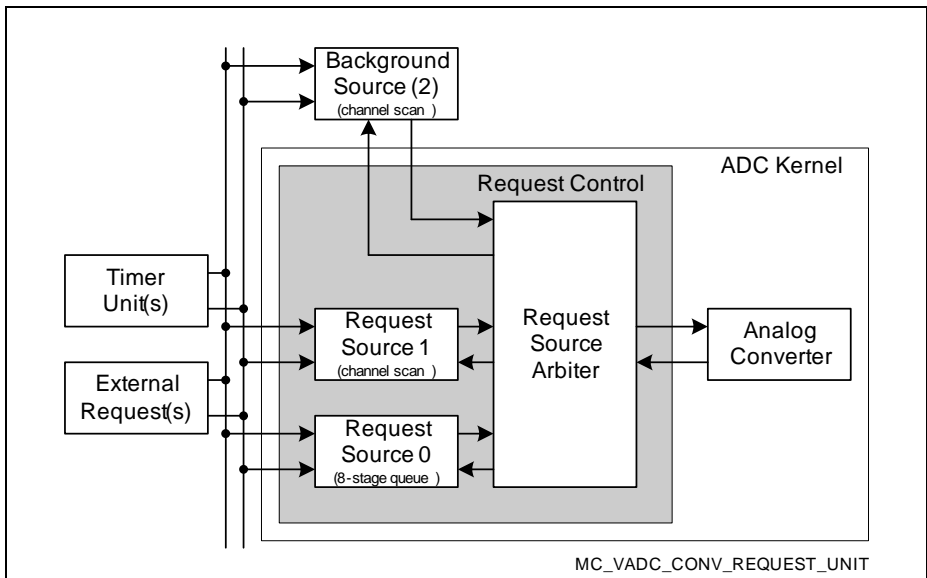 Background
Source (2)
(channel scan )
ADC Kernel
Request Control
Timer
Unit(s)
Request
Source 1
(channel scan )
Request
Source
Arbiter
Analog
Converter
External
Request(s)
Request
Source 0
(8-stage queue )
MC_VADC_CONV_REQUEST_UNIT